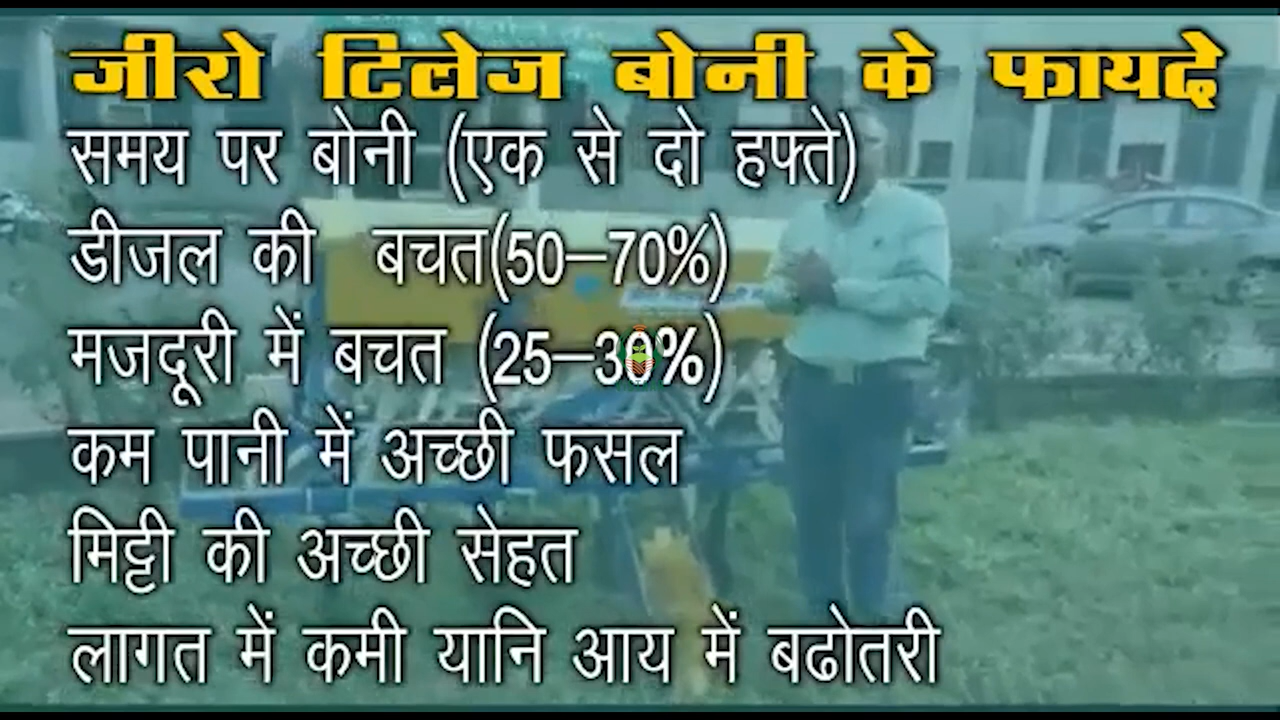 जीरो टिलेज बोनी के फायदे
समय पर बोनी (एक से दो हफ्ते)
डीजल की बचत(50–70%)
मजदूरी में बचत (25–30%)
कम पानी में अच्छी फसल
मिट्टी की अच्छी सेहत
लागत में कमी यानि आय में बढोतरी